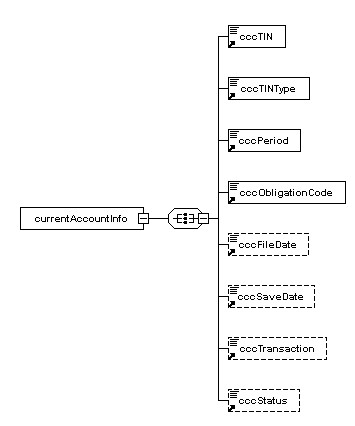 cccTIN
cccTINType
cccPeriod
cccObligationCode
currentAccountInfo
cccFileDate
cccSaveDate
cccTransaction
cccStatus